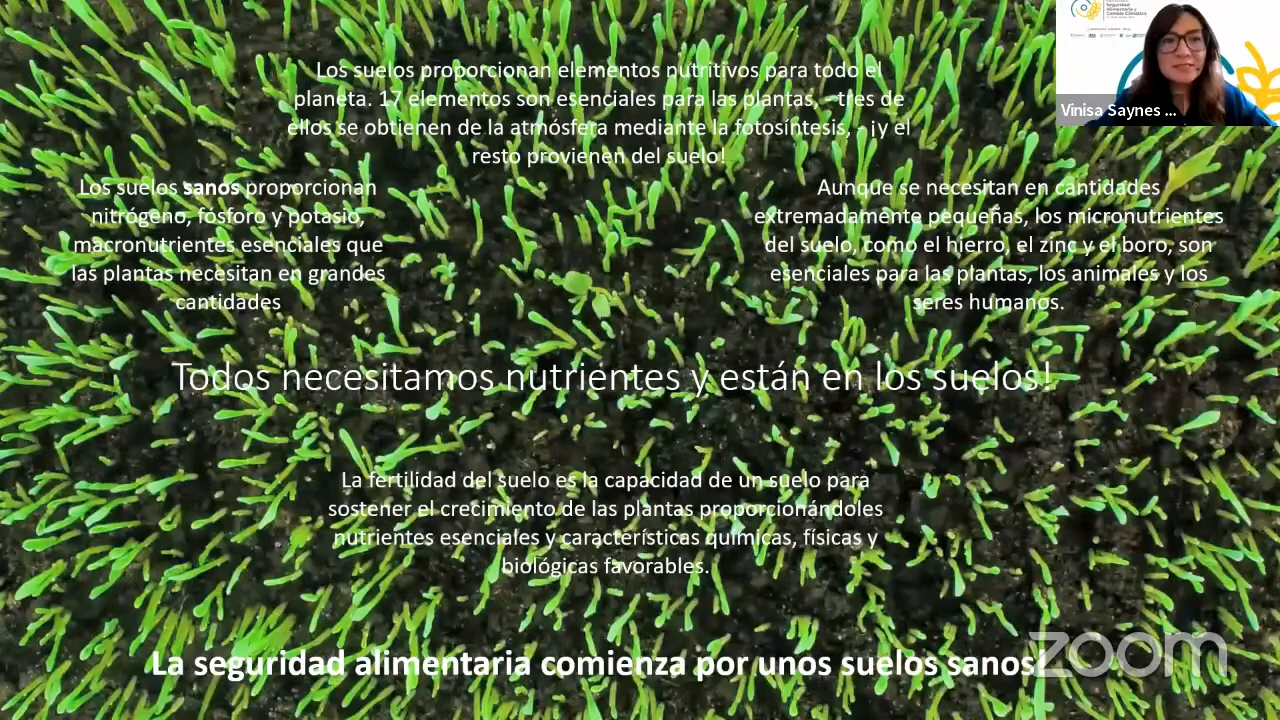 Seguridad
Alimentaria y
Cambio Climático
Vinisa Saynes ...
Los suelos proporcionan elementos nutritivos para todo el
planeta. 17 elementos son esenciales para las plantas, - tres de
ellos se obtienen de la atmósfera mediante la fotosíntesis, - ¡y el
resto provienen del suelo!
Los suelos sanos proporcionan
nitrógeno, fósforo y potasio,
macronutrientes esenciales que
las plantas necesitan en grandes
cantidades
Aunque se necesitan en cantidades
extremadamente pequeñas, los micronutrientes
del suelo, como el hierro, el zinc y el boro, son
esenciales para las plantas, los animales y los
seres humanos.
Todos necesitamos nutrientes y están en los suelos!
La fertilidad del suelo es la capacidad de un suelo para
sostener el crecimiento de las plantas proporcionándoles
nutrientes esenciales y características químicas, físicas y
biológicas favorables.
La seguridad alimentaria comienza por unos suelos sanos!
zoom